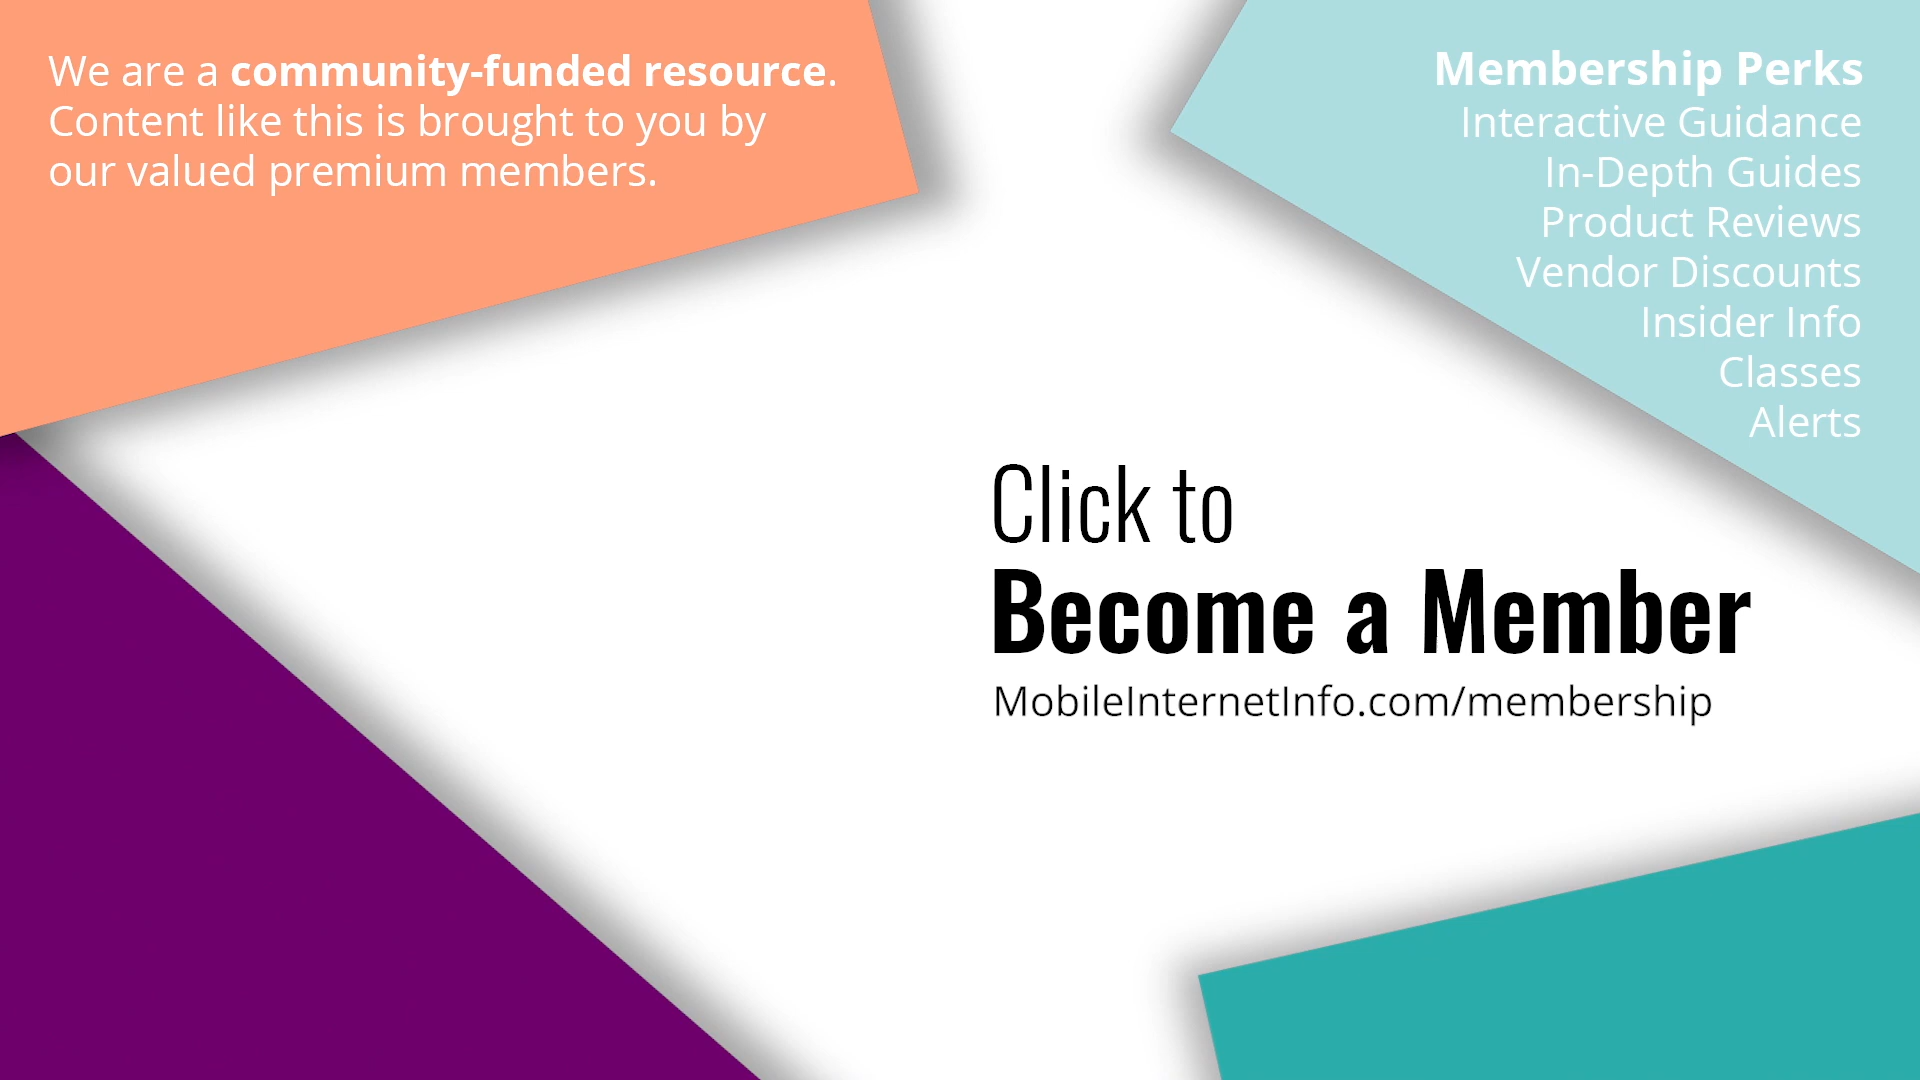 We are a community-funded resource.
Content like this is brought to you by
our valued premium members.
Membership Perks
Interactive Guidance
In-Depth Guides
Product Reviews
Vendor Discounts
Insider Info
Classes
Alerts
Click to
Become a Member
MobileInternetInfo.com/membership